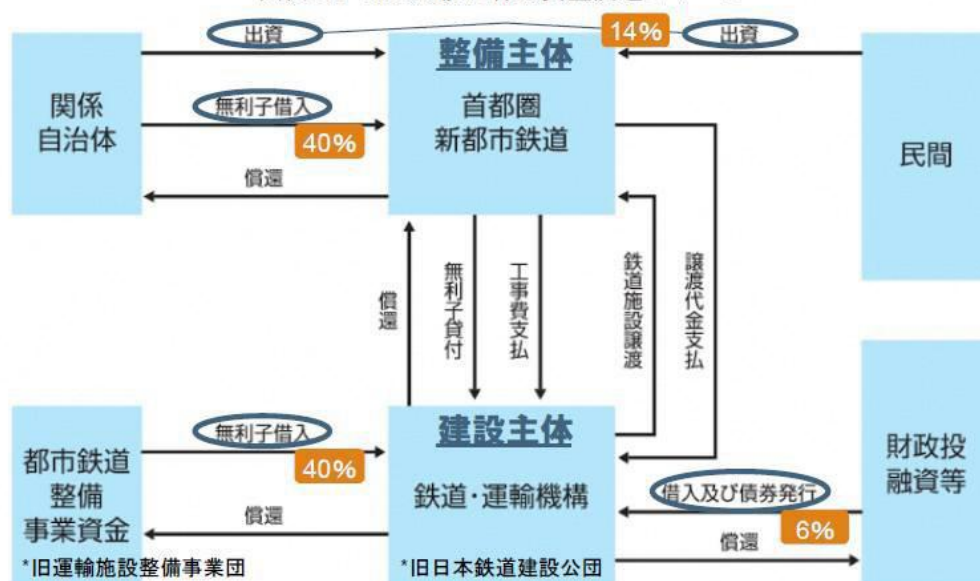 出資
14%
出資
整備主体
関係
自治体
無利子借入
40%
首都圏
新都市鉄道
民間
償還
償還
無利子貸付
工事費支払
鉄道施設譲渡
譲渡代金支払
都市鉄道
整備
事業資金
*旧運輸施設整備事業団
無利子借入
40%
償還
建設主体
鉄道・運輸機構
*旧日本鉄道建設公団
財政投
融資等
借入及び債券発行
6%
償還